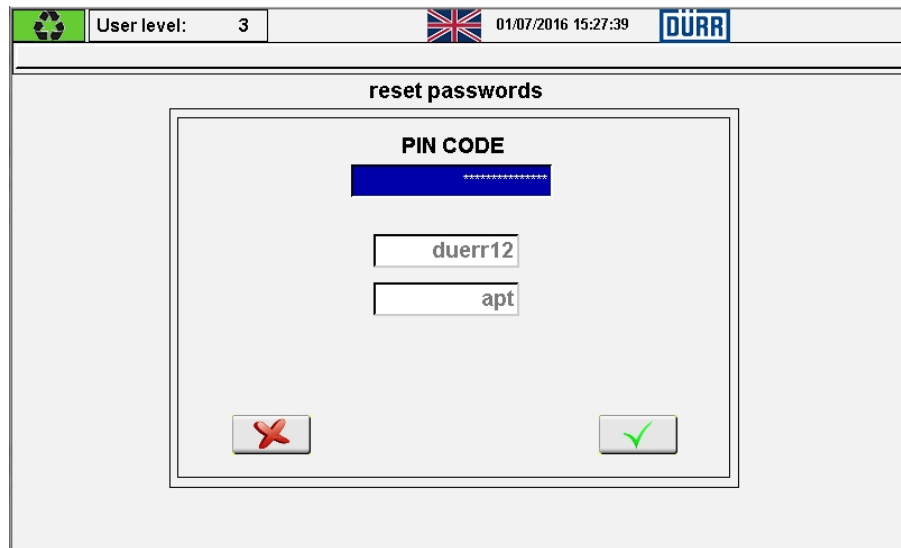 User level: 3 01/07/2016 15:27:39 DÜRR
reset passwords
PIN CODE
***************
duerr12
apt